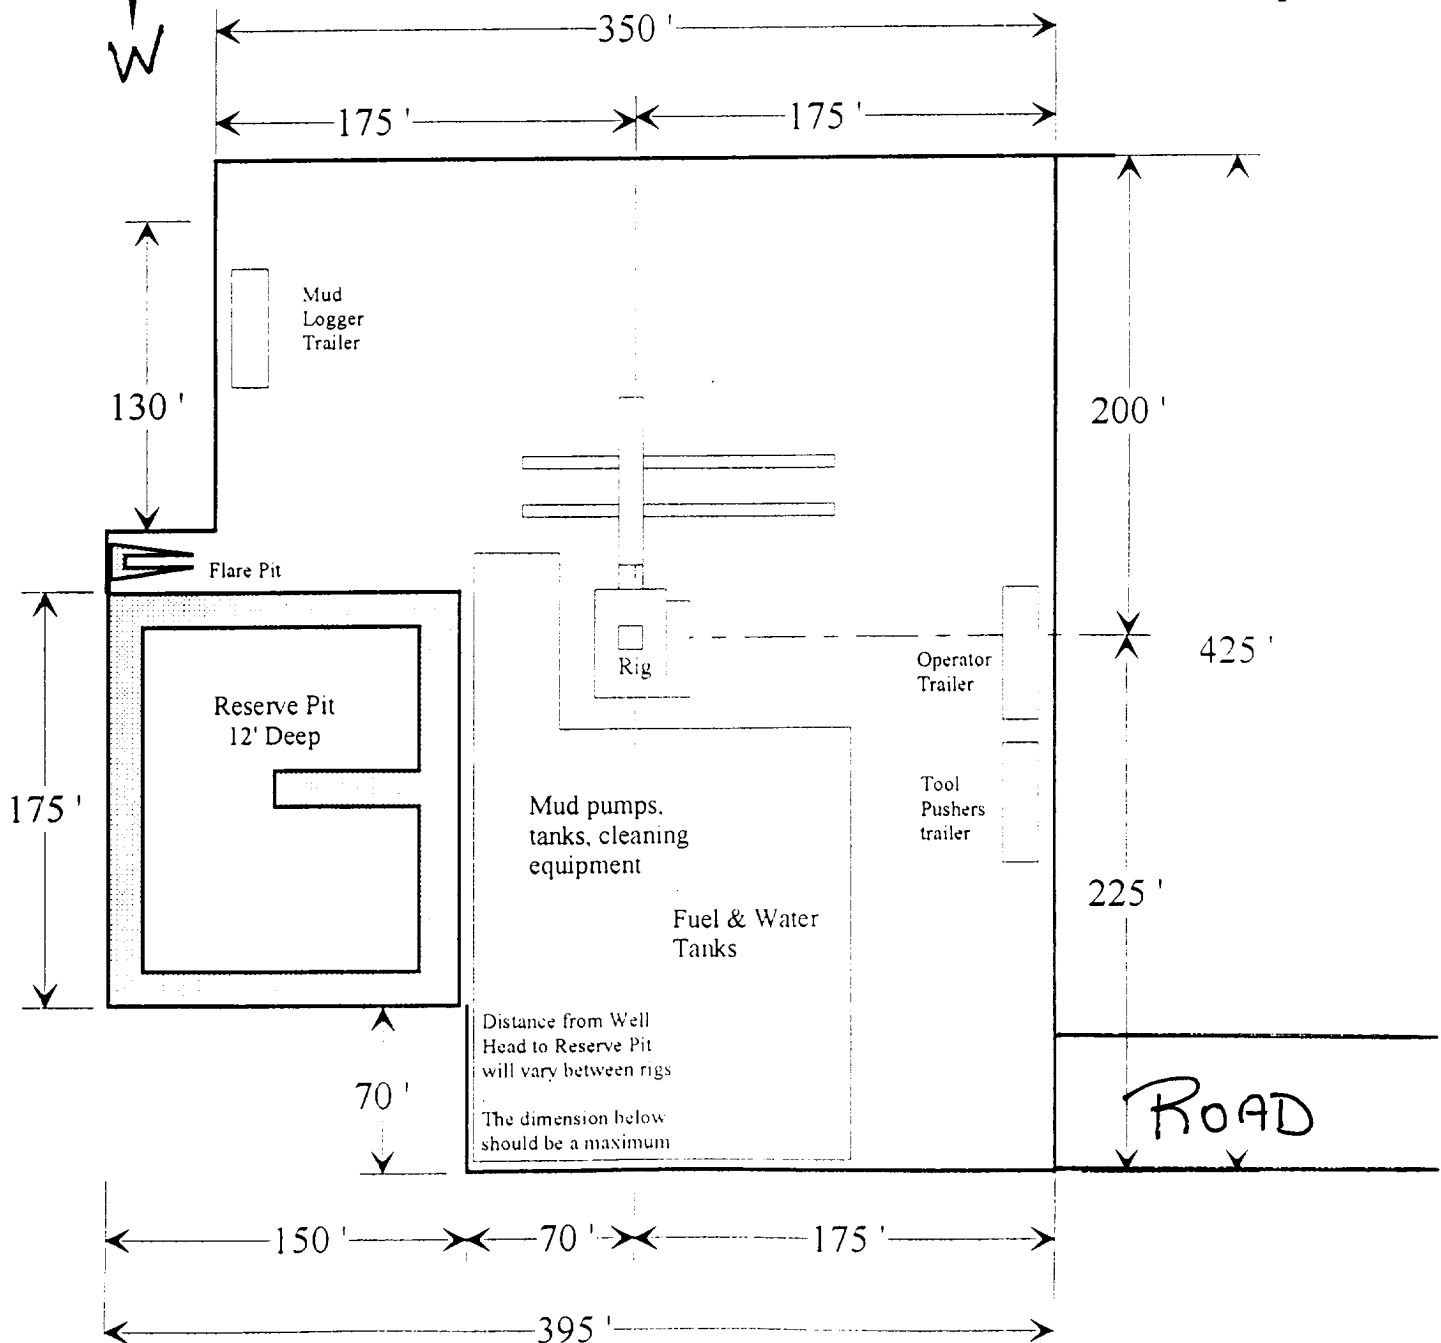 W
350 '
175 '
175 '
Mud
Logger
Trailer
130 '
200 '
Flare Pit
Rig
Operator
Trailer
425 '
Reserve Pit
12' Deep
175 '
Mud pumps,
tanks, cleaning
equipment
Tool
Pushers
trailer
225 '
Fuel & Water
Tanks
Distance from Well
Head to Reserve Pit
will vary between rigs
The dimension below
should be a maximum
70 '
ROAD
150 '
70 '
175 '
395 '